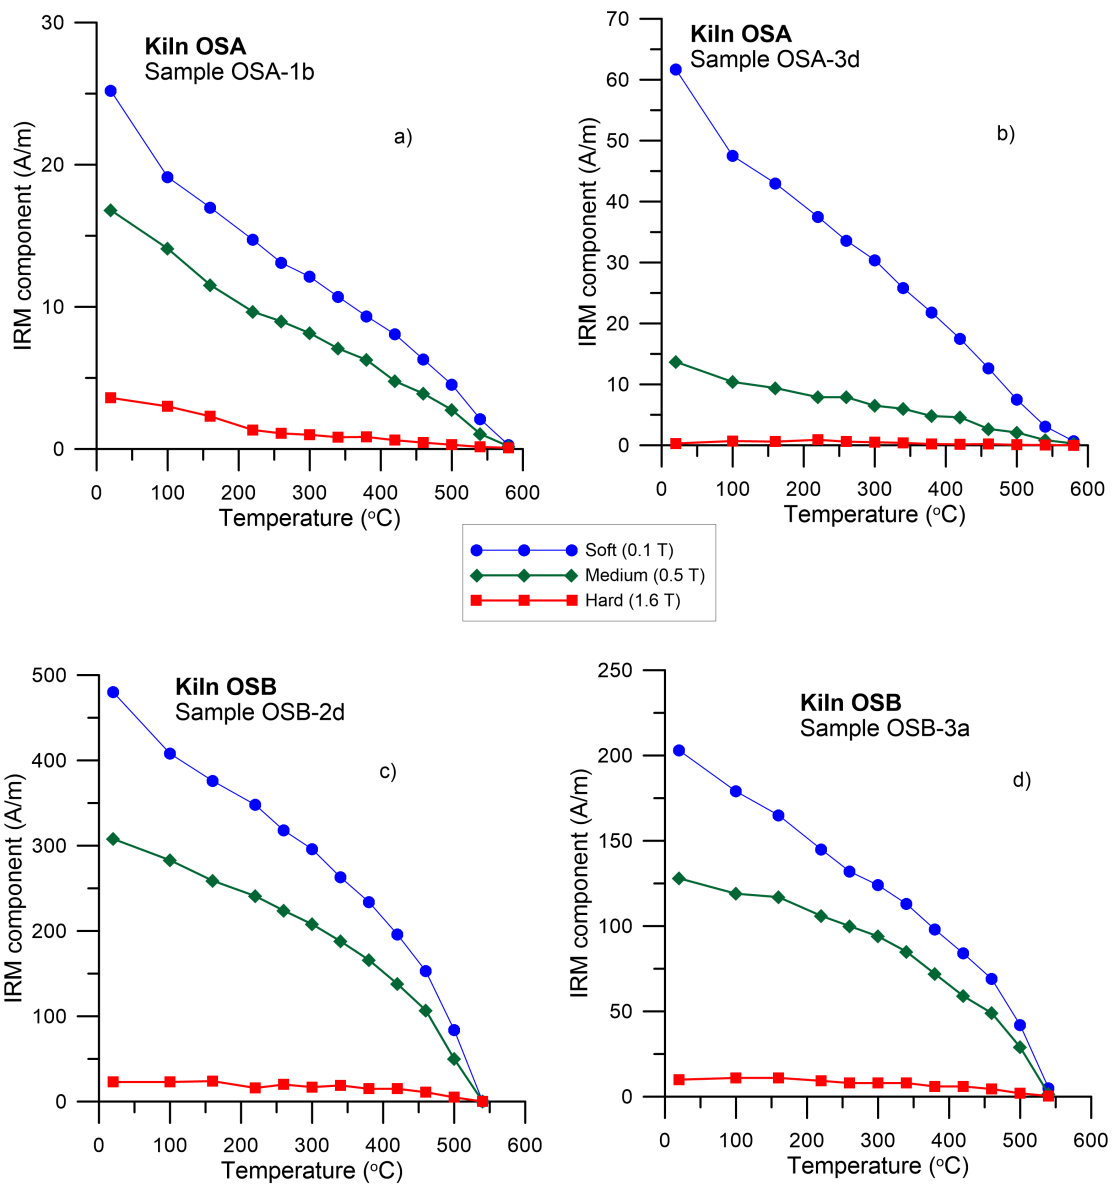 Kiln OSA
Sample OSA-1b
a)
30
20
10
0
IRM component (A/m)
0 100 200 300 400 500 600
Temperature (°C)
Kiln OSA
Sample OSA-3d
b)
70
60
50
40
30
20
10
0
IRM component (A/m)
0 100 200 300 400 500 600
Temperature (°C)
Soft (0.1 T)
Medium (0.5 T)
Hard (1.6 T)
Kiln OSB
Sample OSB-2d
c)
500
400
300
200
100
0
IRM component (A/m)
0 100 200 300 400 500 600
Temperature (°C)
Kiln OSB
Sample OSB-3a
d)
250
200
150
100
50
0
IRM component (A/m)
0 100 200 300 400 500 600
Temperature (°C)